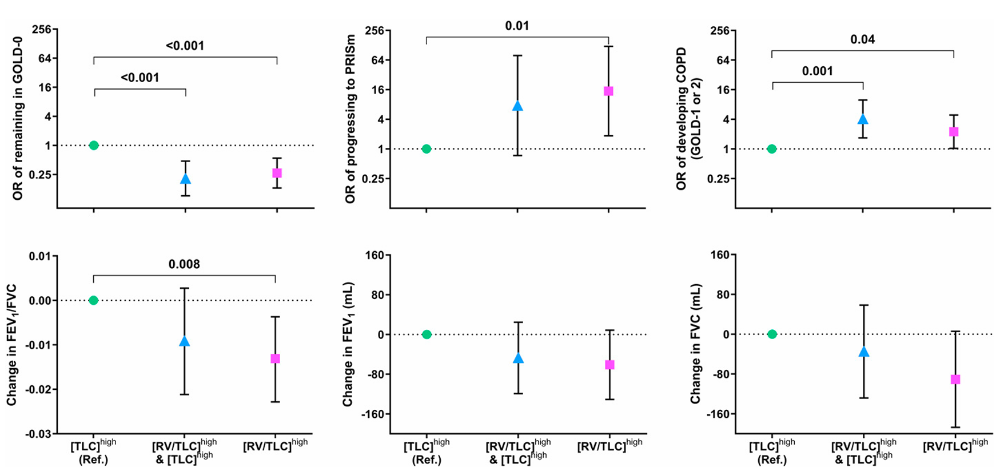 OR of remaining in GOLD-0
256
64
16
4
1
0.25
<0.001
<0.001
OR of progressing to PRISm
256
64
16
4
1
0.25
0.01
OR of developing COPD
(GOLD-1 or 2)
256
64
16
4
1
0.25
0.04
0.001
Change in FEV1/FVC
0.01
0.00
-0.01
-0.02
-0.03
0.008
[TLC]high
(Ref.)
[RV/TLC]high
& [TLC]high
[RV/TLC]high
Change in FEV1 (mL)
160
80
0
-80
-160
[TLC]high
(Ref.)
[RV/TLC]high
& [TLC]high
[RV/TLC]high
Change in FVC (mL)
160
80
0
-80
-160
[TLC]high
(Ref.)
[RV/TLC]high
& [TLC]high
[RV/TLC]high